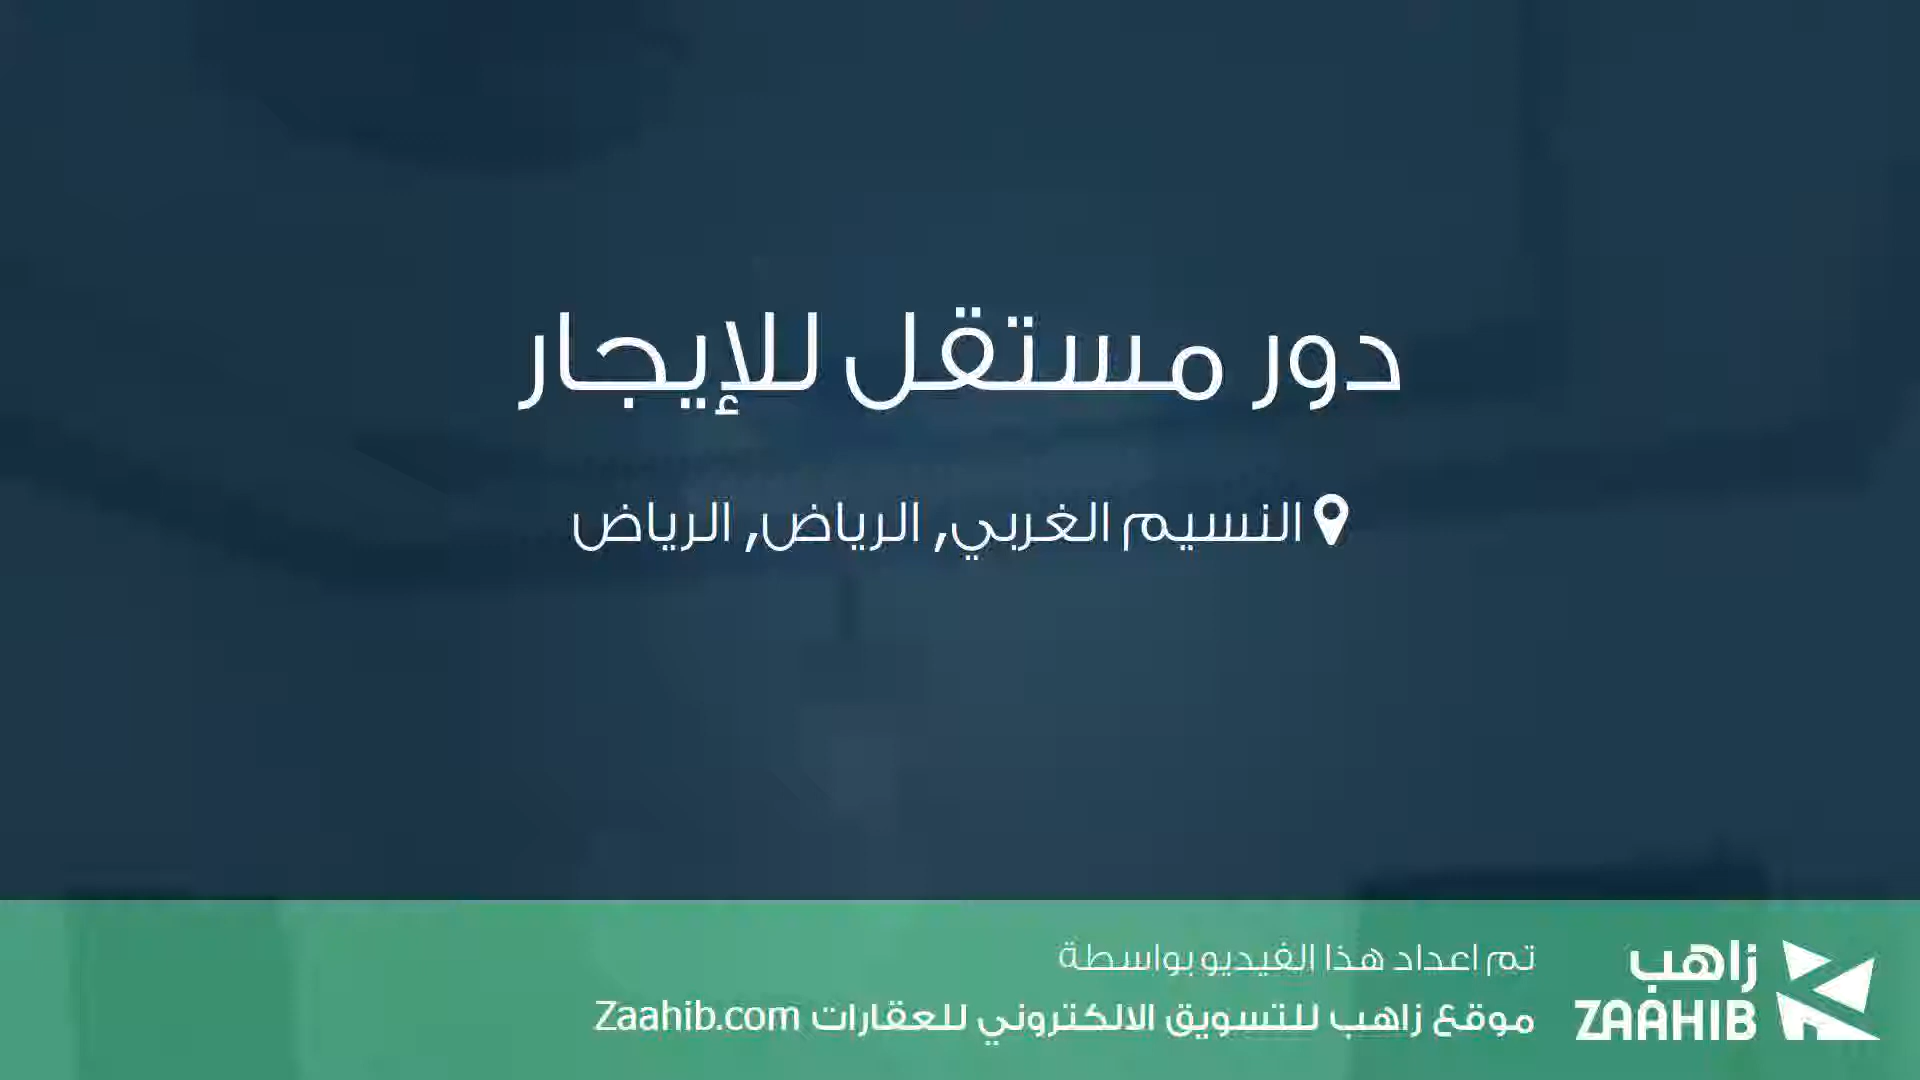 دور مستقل للإيجار
النسيم الغربي, الرياض, الرياض
زاهب
ZAAHIB
تم اعداد هذا الفيديو بواسطة
موقع زاهب للتسويق الالكتروني للعقارات Zaahib.com